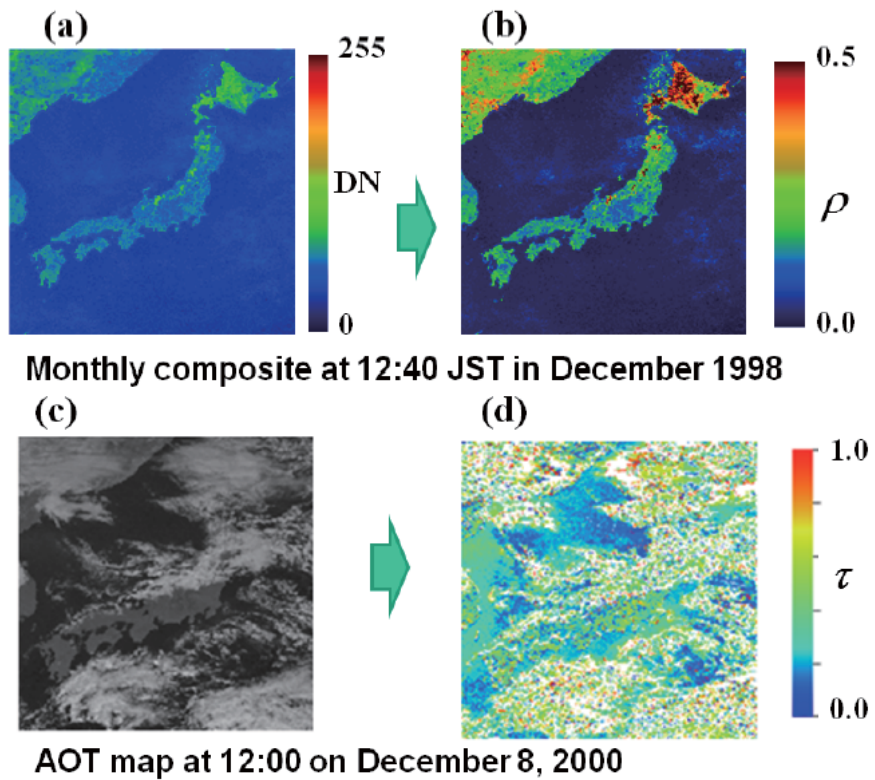 (a)
(b)
255
DN
0
0.5
ρ
0.0
Monthly composite at 12:40 JST in December 1998
(c)
(d)
1.0
τ
0.0
AOT map at 12:00 on December 8, 2000